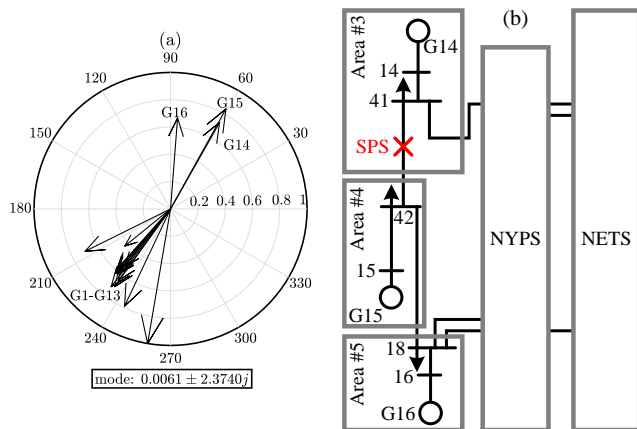 (a)
90
120
60
150
30
180
210
330
240
300
270
G16
G15
G14
0.2 0.4 0.6 0.8 1
G1-G13
mode: 0.0061 ± 2.3740j
(b)
Area #3
G14
14
41
SPS
Area #4
42
15
G15
Area #5
18
16
G16
NYPS
NETS